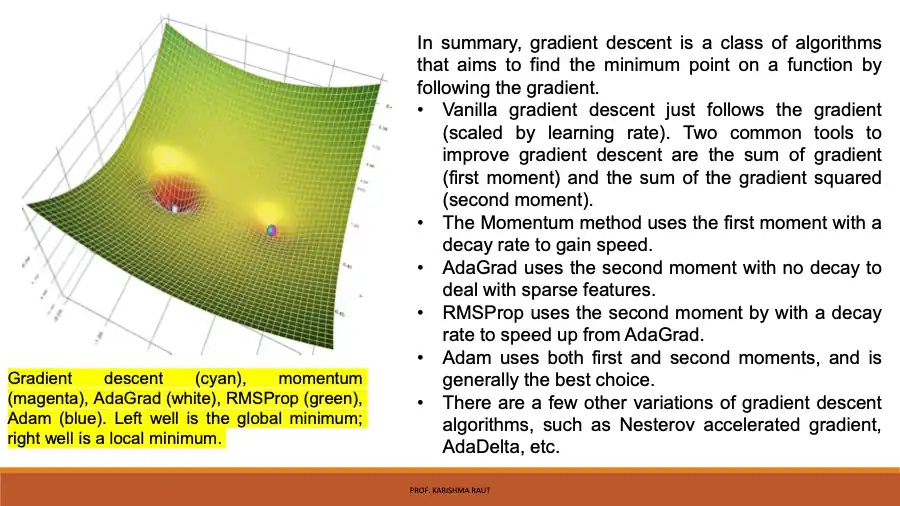 In summary, gradient descent is a class of algorithms
that aims to find the minimum point on a function by
following the gradient.
• Vanilla gradient descent just follows the gradient
(scaled by learning rate). Two common tools to
improve gradient descent are the sum of gradient
(first moment) and the sum of the gradient squared
(second moment).
• The Momentum method uses the first moment with a
decay rate to gain speed.
• AdaGrad uses the second moment with no decay to
deal with sparse features.
• RMSProp uses the second moment by with a decay
rate to speed up from AdaGrad.
• Adam uses both first and second moments, and is
generally the best choice.
• There are a few other variations of gradient descent
algorithms, such as Nesterov accelerated gradient,
AdaDelta, etc.
Gradient descent (cyan), momentum
(magenta), AdaGrad (white), RMSProp (green),
Adam (blue). Left well is the global minimum;
right well is a local minimum.
PROF. KARISHMA RAUT